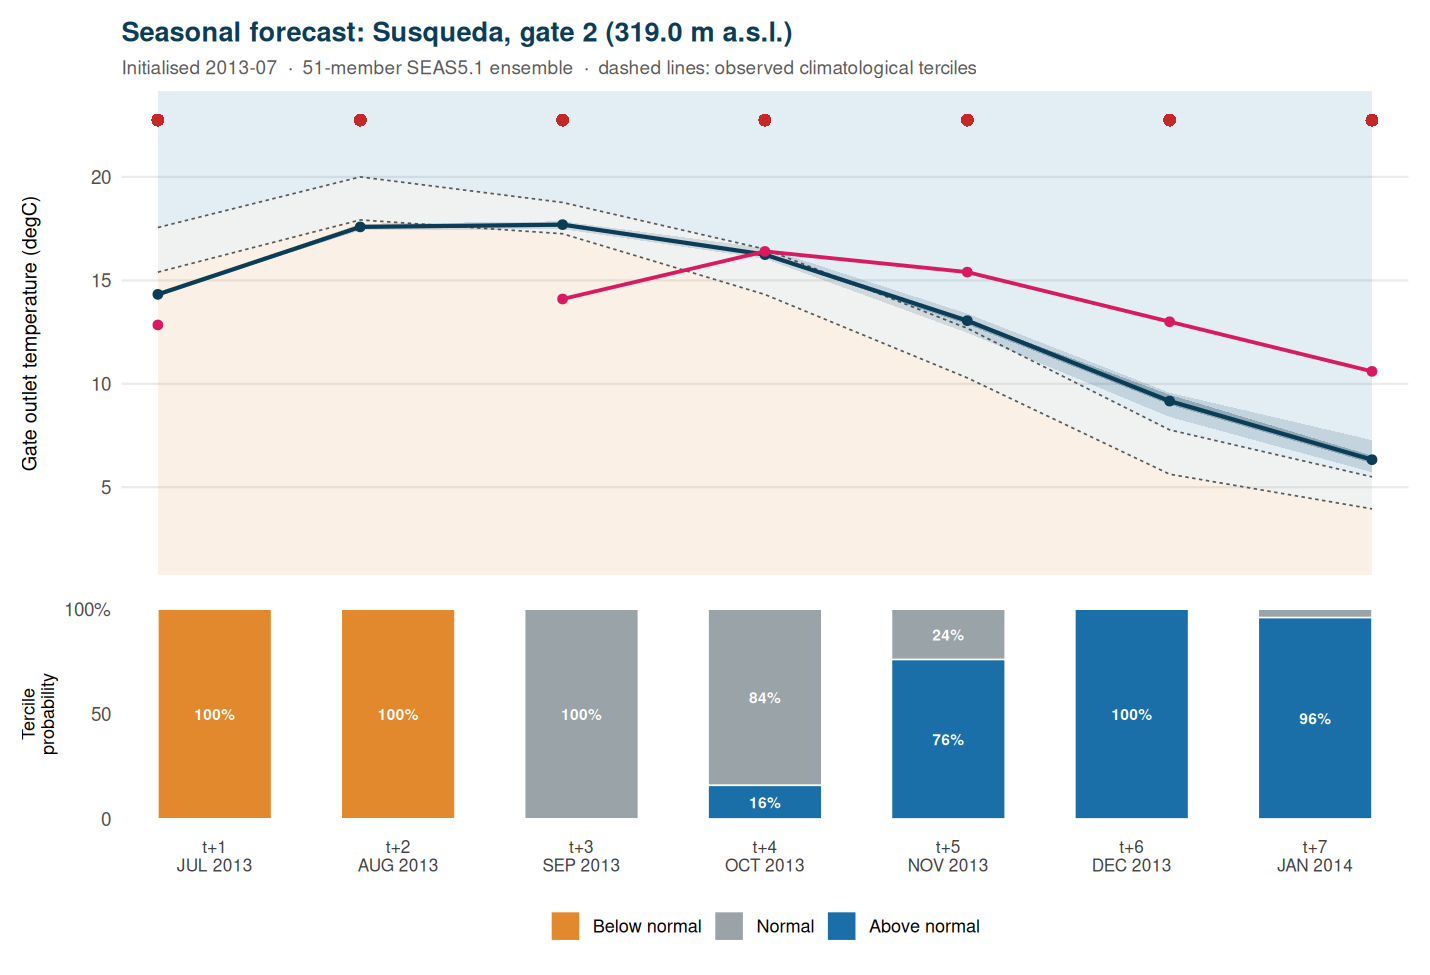 Seasonal forecast: Susqueda, gate 2 (319.0 m a.s.l.)
Initialised 2013-07 · 51-member SEAS5.1 ensemble · dashed lines: observed climatological terciles
Gate outlet temperature (degC)
20
15
10
5
Tercile
probability
100%
50
0
100%
100%
100%
84%
16%
24%
76%
100%
96%
t+1
JUL 2013
t+2
AUG 2013
t+3
SEP 2013
t+4
OCT 2013
t+5
NOV 2013
t+6
DEC 2013
t+7
JAN 2014
Below normal
Normal
Above normal